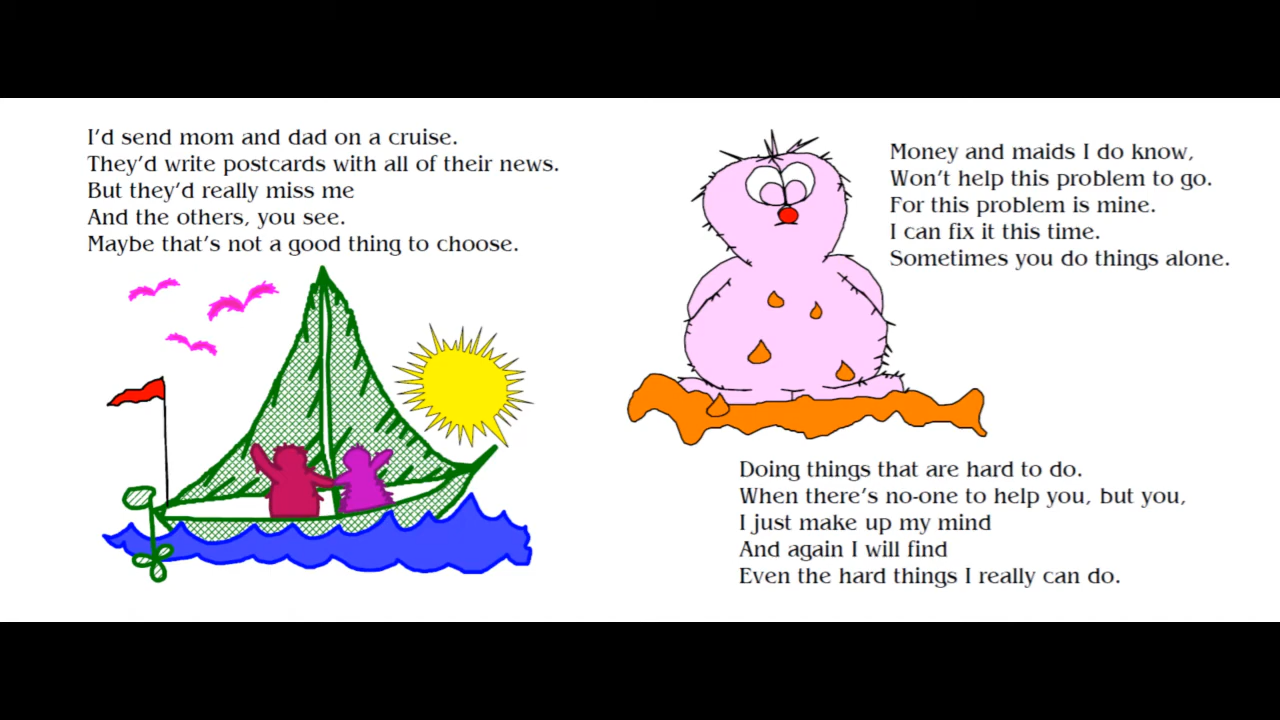 I'd send mom and dad on a cruise.
They'd write postcards with all of their news.
But they'd really miss me
And the others, you see.
Maybe that's not a good thing to choose.
Money and maids I do know,
Won't help this problem to go.
For this problem is mine.
I can fix it this time.
Sometimes you do things alone.
Doing things that are hard to do.
When there's no-one to help you, but you,
I just make up my mind
And again I will find
Even the hard things I really can do.